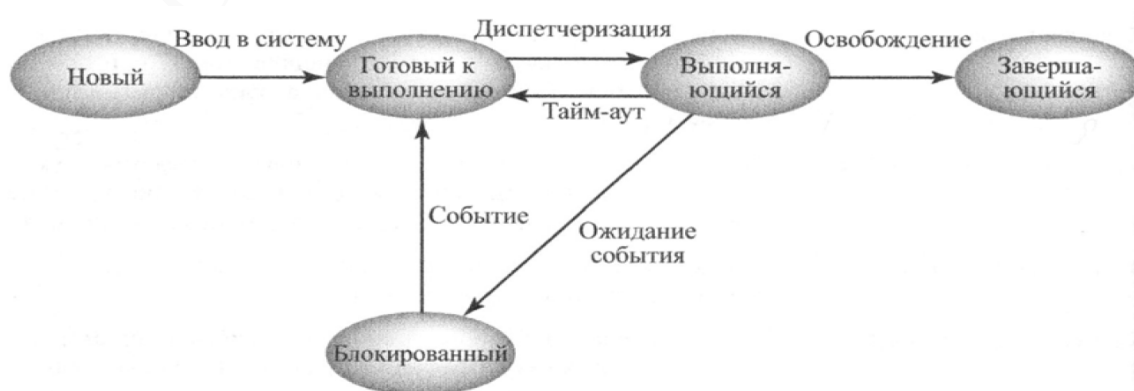 Новый
Ввод в систему
Готовый к
выполнению
Диспетчеризация
Тайм-аут
Выполня-
ющийся
Освобождение
Заверша-
ющийся
Событие
Ожидание
события
Блокированный